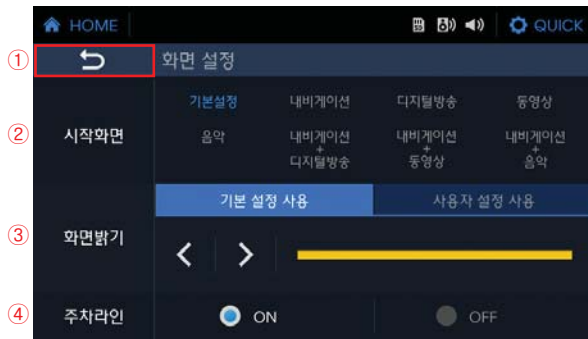 HOME
QUICK
①
화면 설정
②
시작화면
기본설정
내비게이션
디지털방송
동영상
음악
내비게이션
+
디지털방송
내비게이션
+
동영상
내비게이션
+
음악
③
화면밝기
기본 설정 사용
사용자 설정 사용
④
주차라인
ON
OFF